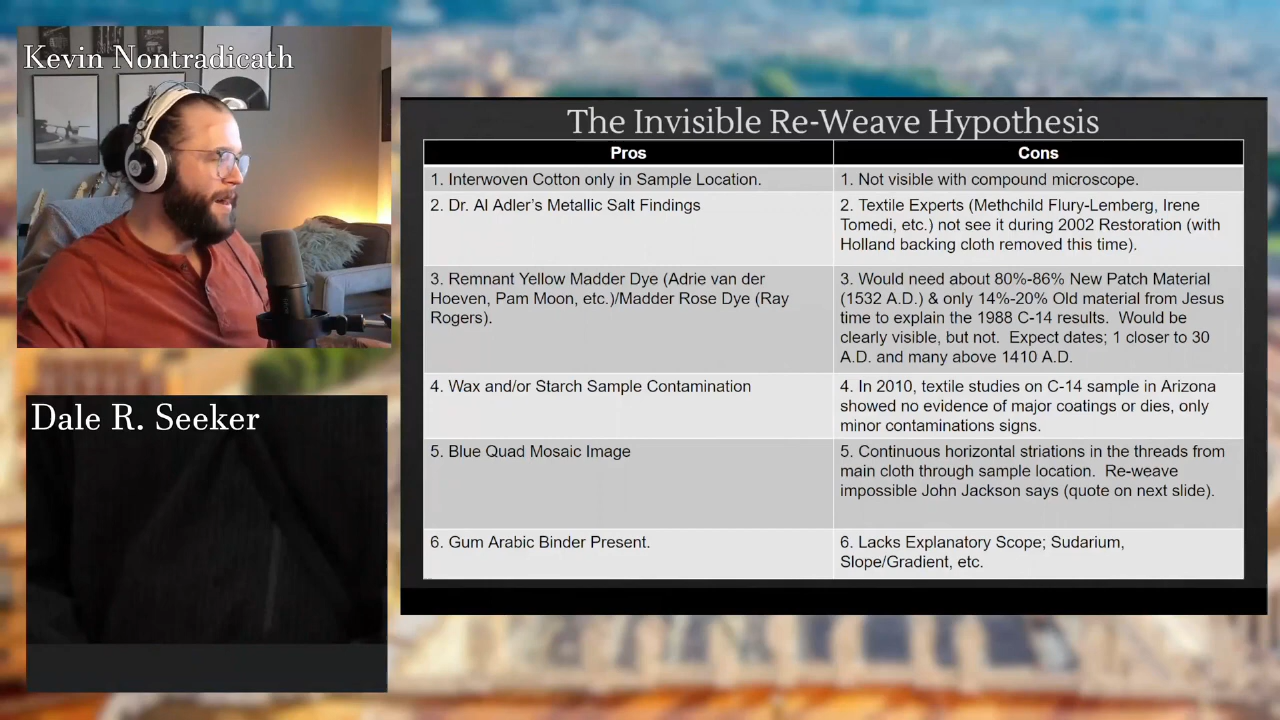 Kevin Nontradicath
Dale R. Seeker
The Invisible Re-Weave Hypothesis
Pros
Cons
1. Interwoven Cotton only in Sample Location.
1. Not visible with compound microscope.
2. Dr. Al Adler's Metallic Salt Findings
2. Textile Experts (Methchild Flury-Lemberg, Irene
Tomedi, etc.) not see it during 2002 Restoration (with
Holland backing cloth removed this time).
3. Remnant Yellow Madder Dye (Adrie van der
Hoeven, Pam Moon, etc.)/Madder Rose Dye (Ray
Rogers).
3. Would need about 80%-86% New Patch Material
(1532 A.D.) & only 14%-20% Old material from Jesus
time to explain the 1988 C-14 results. Would be
clearly visible, but not. Expect dates; 1 closer to 30
A.D. and many above 1410 A.D.
4. Wax and/or Starch Sample Contamination
4. In 2010, textile studies on C-14 sample in Arizona
showed no evidence of major coatings or dies, only
minor contaminations signs.
5. Blue Quad Mosaic Image
5. Continuous horizontal striations in the threads from
main cloth through sample location. Re-weave
impossible John Jackson says (quote on next slide).
6. Gum Arabic Binder Present.
6. Lacks Explanatory Scope; Sudarium,
Slope/Gradient, etc.